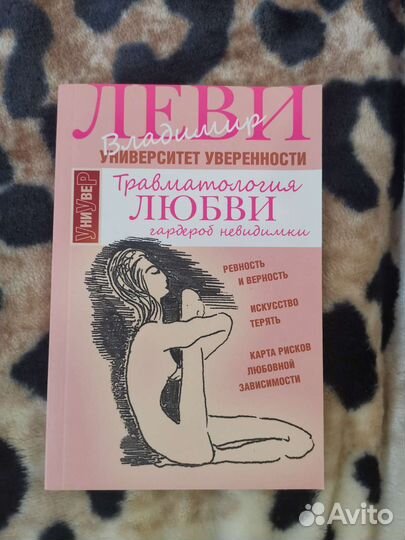 ЛЕВИ
Владимир
УНИВЕРСИТЕТ УВЕРЕННОСТИ
УниУвеР
Травматология
ЛЮБВИ
гардероб невидимки
РЕВНОСТЬ
И ВЕРНОСТЬ
ИСКУССТВО
ТЕРЯТЬ
КАРТА РИСКОВ
ЛЮБОВНОЙ
ЗАВИСИМОСТИ
Avito